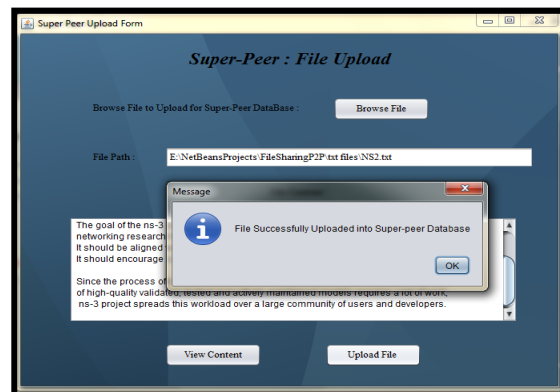 Super Peer Upload Form
Super-Peer : File Upload
Browse File to Upload for Super-Peer DataBase :
Browse File
File Path :
E:\NetBeansProjects\FileSharingP2P\txt files\NS2.txt
Message
File Successfully Uploaded into Super-peer Database
OK
The goal of the ns-3
networking research
It should be aligned
It should encourage
Since the process of
of high-quality validated, tested and actively maintained models requires a lot of work,
ns-3 project spreads this workload over a large community of users and developers.
View Content
Upload File